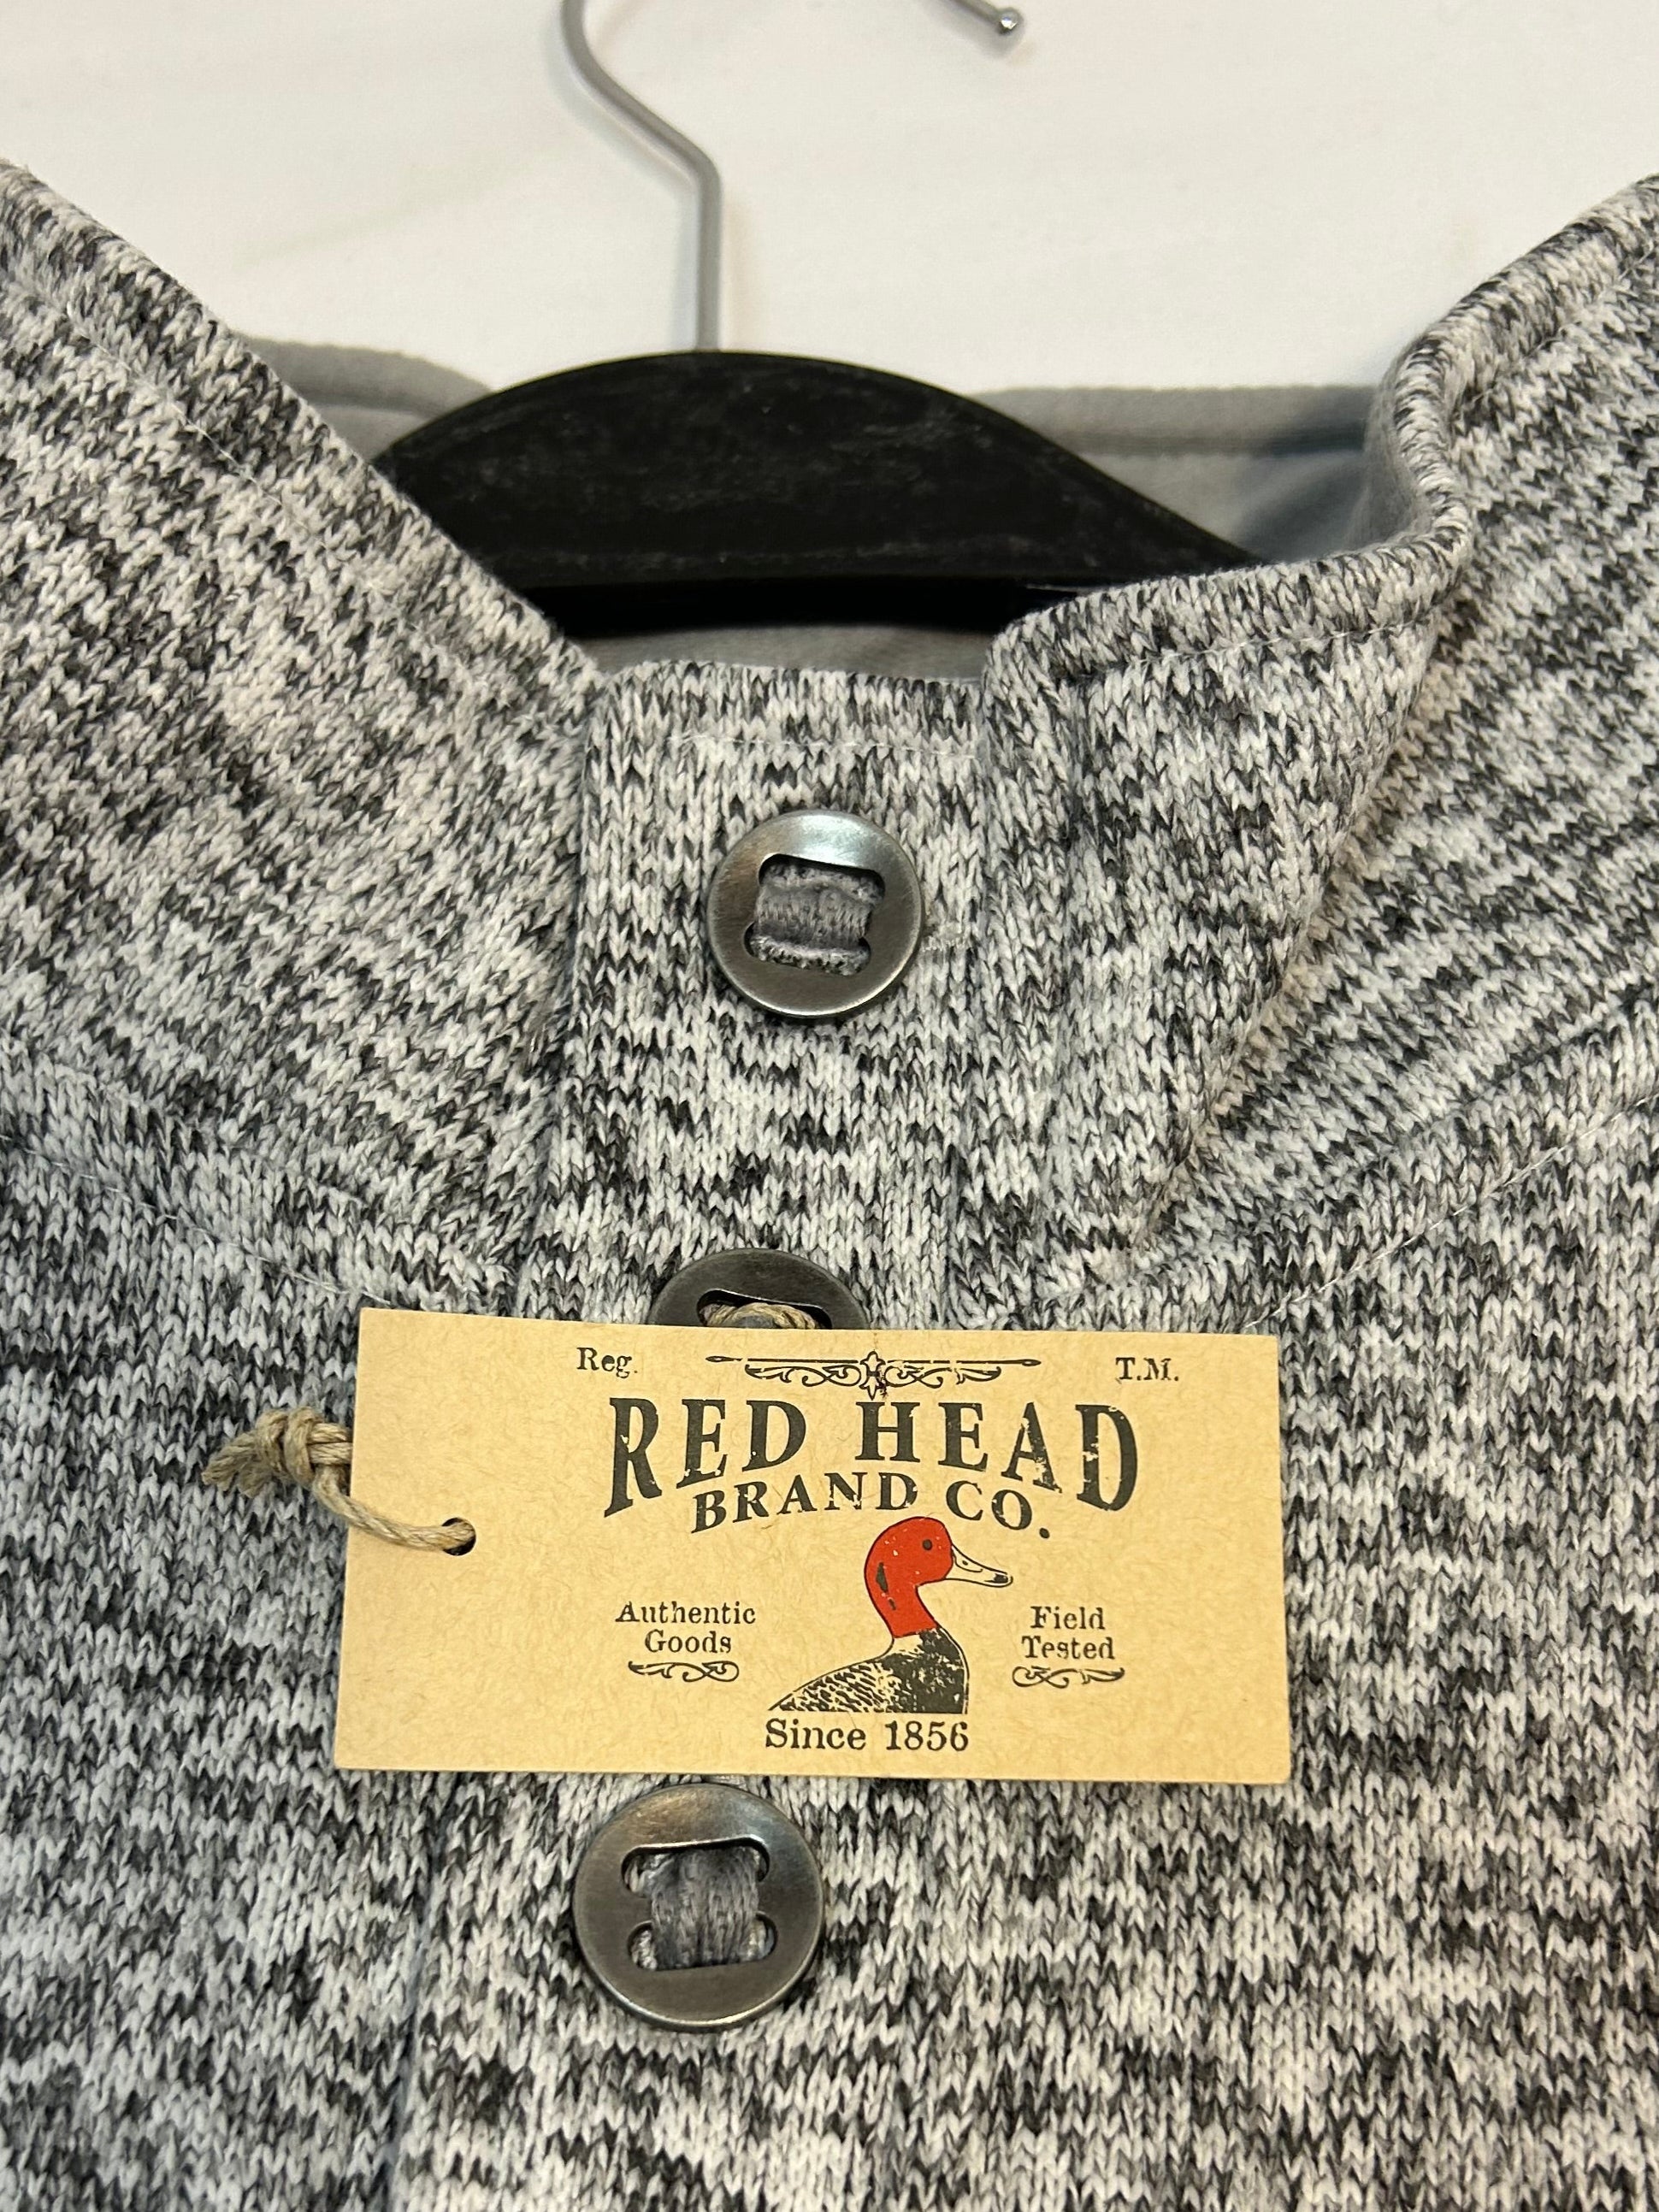 Reg. T.M.
RED HEAD
BRAND CO.
Authentic
Goods
Field
Tested
Since 1856